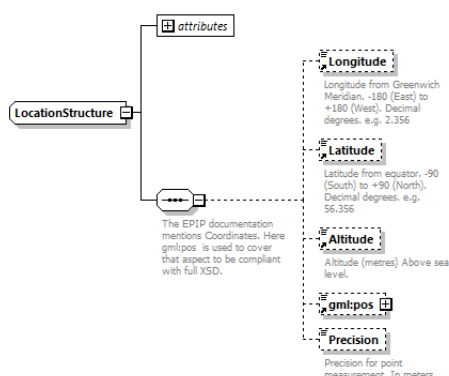 attributes
LocationStructure
The EPIP documentation
mentions Coordinates. Here
gml:pos is used to cover
that aspect to be compliant
with full XSD.
Longitude
Longitude from Greenwich
Meridian. -180 (East) to
+180 (West). Decimal
degrees. e.g. 2.356
Latitude
Latitude from equator. -90
(South) to +90 (North).
Decimal degrees. e.g.
56.356
Altitude
Altitude (metres) Above sea
level.
gml:pos
Precision
Precision for point
measurement. In meters